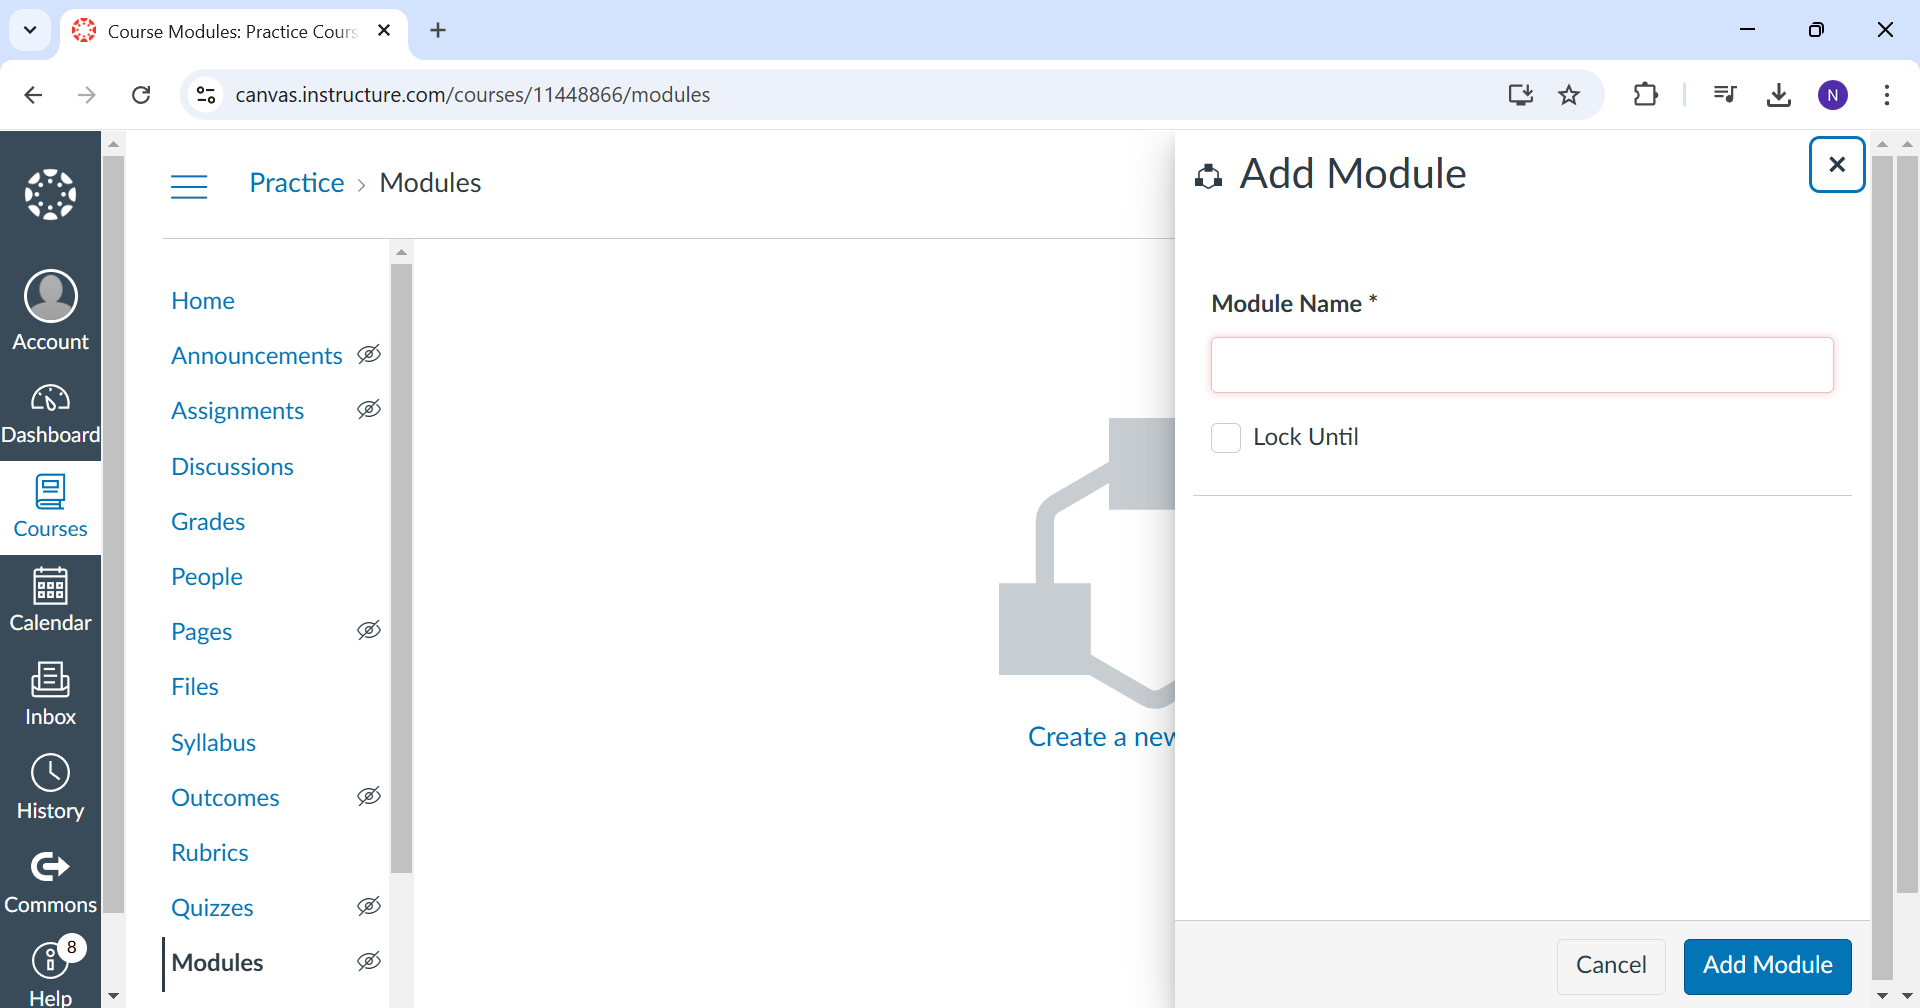 Course Modules: Practice Cours
canvas.instructure.com/courses/11448866/modules
N
Account
Dashboard
Courses
Calendar
Inbox
History
Commons
8
Help
Practice > Modules
Home
Announcements
Assignments
Discussions
Grades
People
Pages
Files
Syllabus
Outcomes
Rubrics
Quizzes
Modules
Create a new
Add Module
Module Name *
Lock Until
Cancel
Add Module